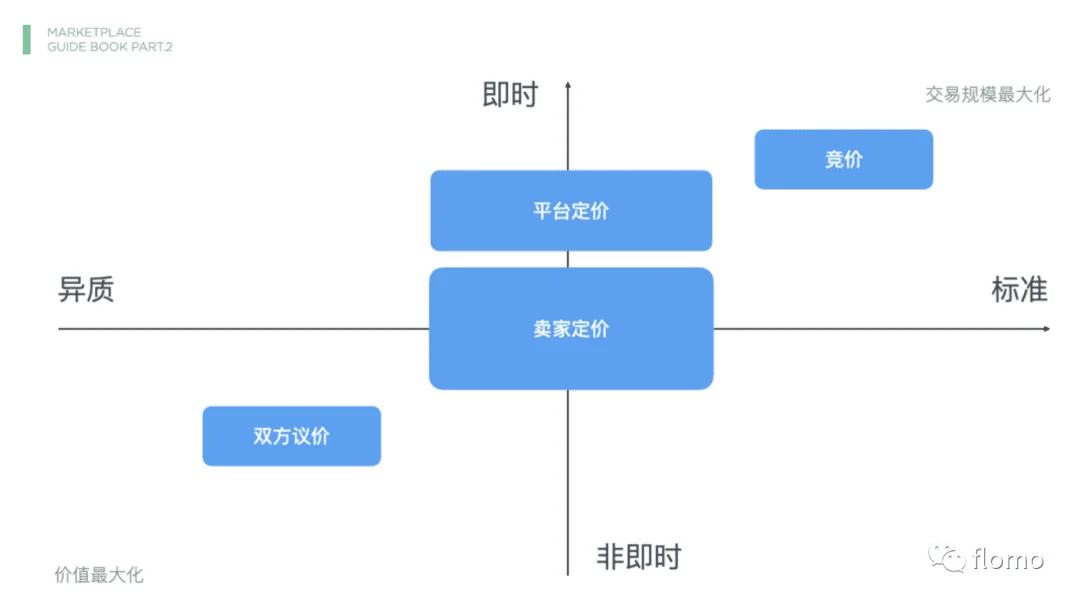 MARKETPLACE
GUIDE BOOK PART.2
即时
交易规模最大化
竞价
平台定价
异质
标准
卖家定价
双方议价
非即时
价值最大化
flomo